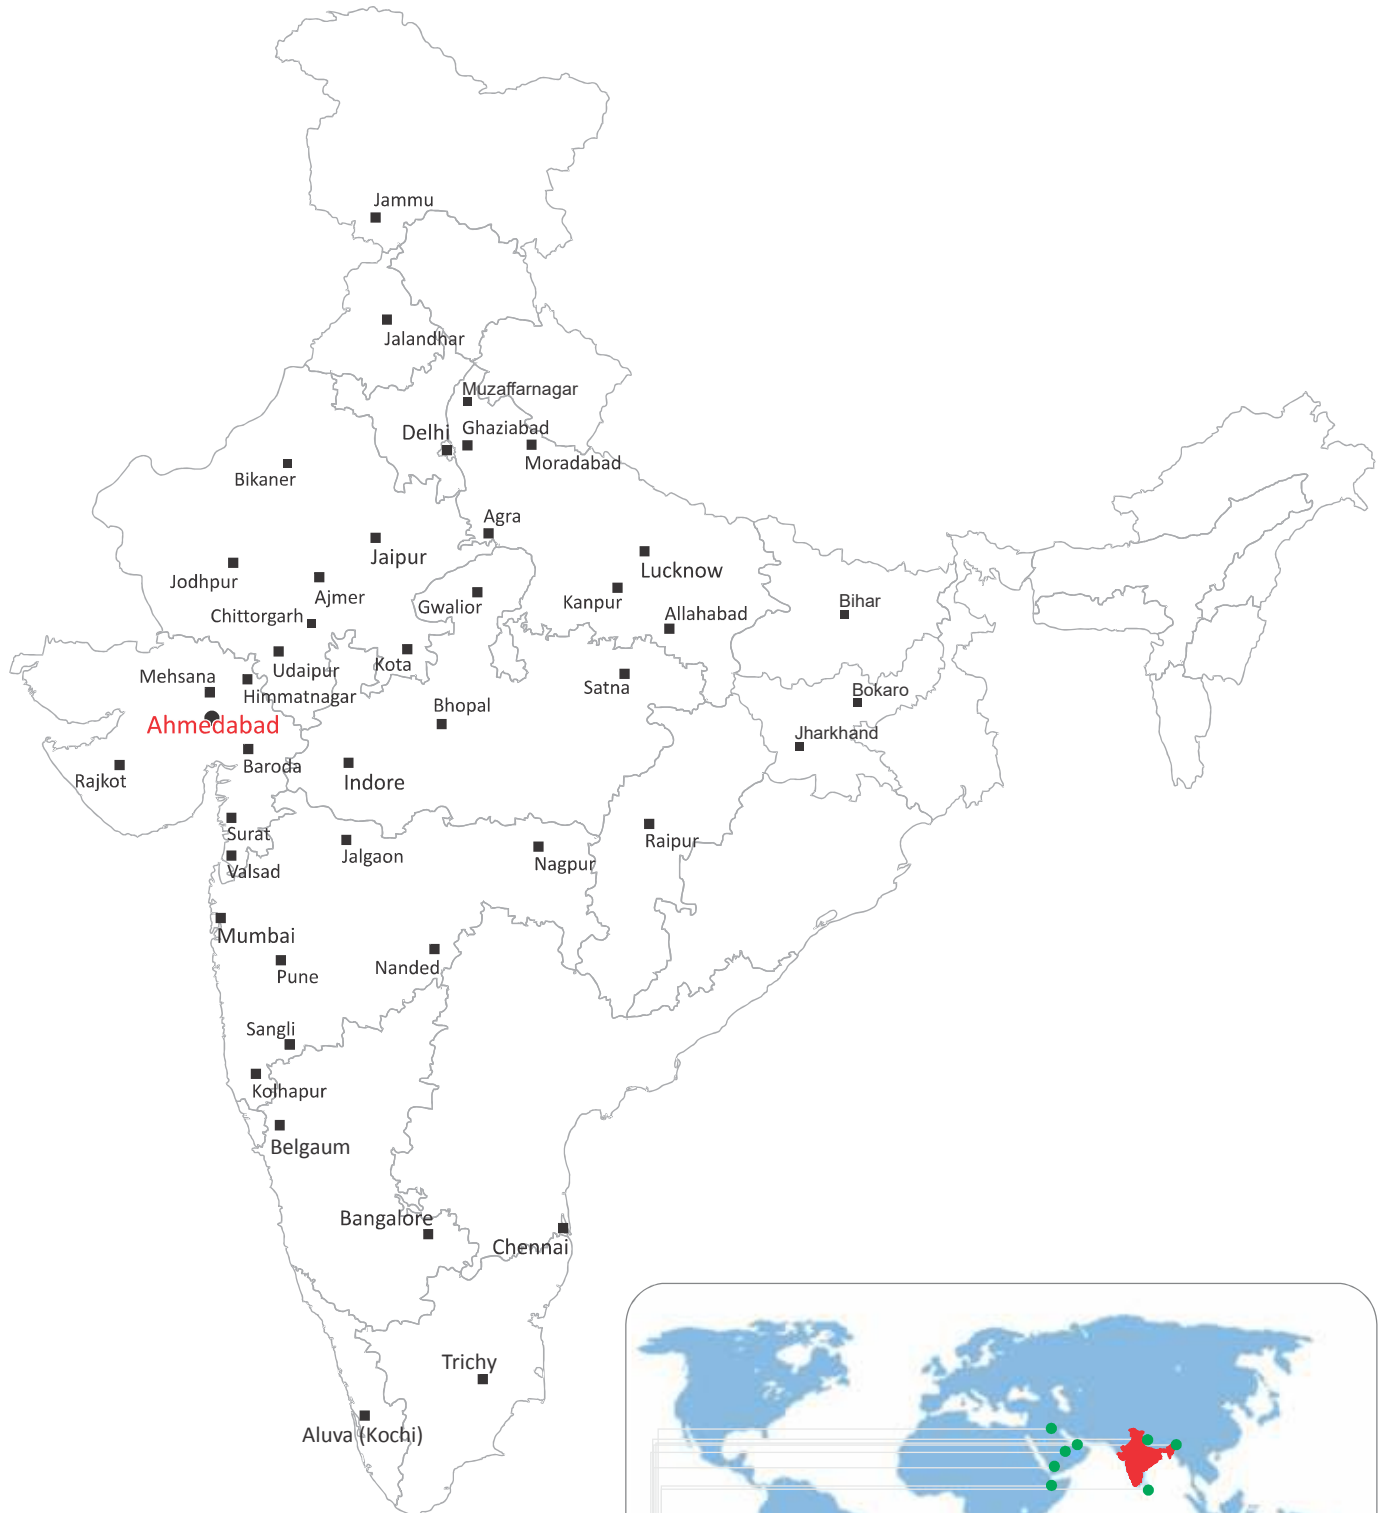 Jammu
Jalandhar
Muzaffarnagar
Delhi
Ghaziabad
Moradabad
Bikaner
Agra
Jaipur
Lucknow
Jodhpur
Ajmer
Gwalior
Kanpur
Bihar
Chittorgarh
Allahabad
Udaipur
Kota
Mehsana
Himmatnagar
Satna
Bokaro
Bhopal
Ahmedabad
Jharkhand
Baroda
Rajkot
Indore
Surat
Raipur
Jalgaon
Nagpur
Valsad
Mumbai
Nanded
Pune
Sangli
Kolhapur
Belgaum
Bangalore
Chennai
Trichy
Aluva (Kochi)